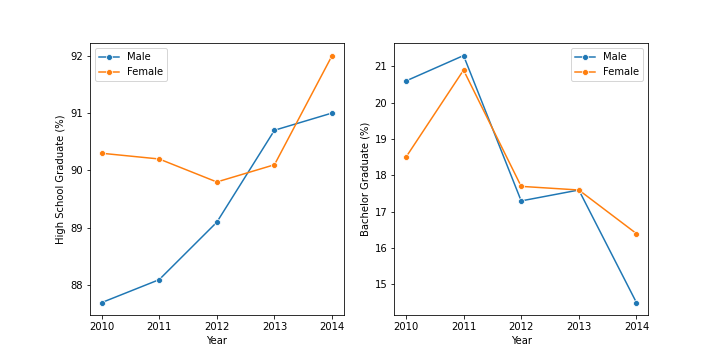 Male
Female
92
91
90
89
88
High School Graduate (%)
2010 2011 2012 2013 2014
Year
Male
Female
21
20
19
18
17
16
15
Bachelor Graduate (%)
2010 2011 2012 2013 2014
Year